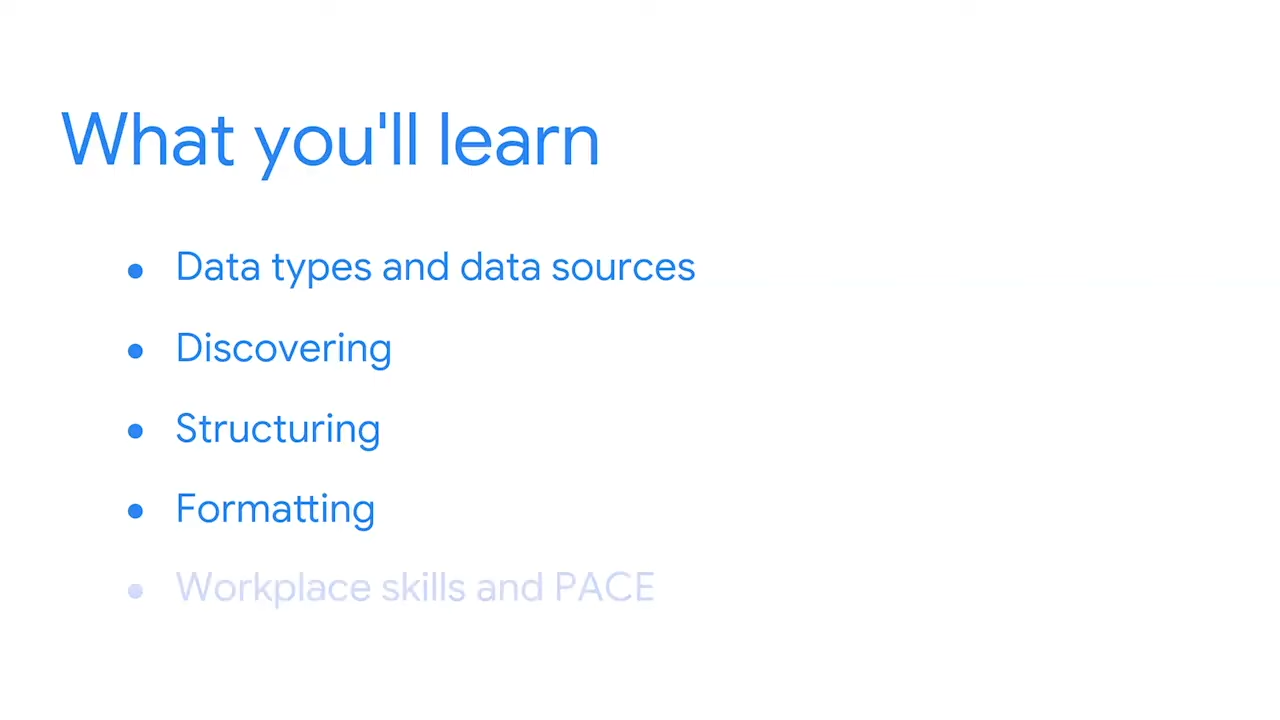 What you'll learn
● Data types and data sources
● Discovering
● Structuring
● Formatting
● Workplace skills and PACE